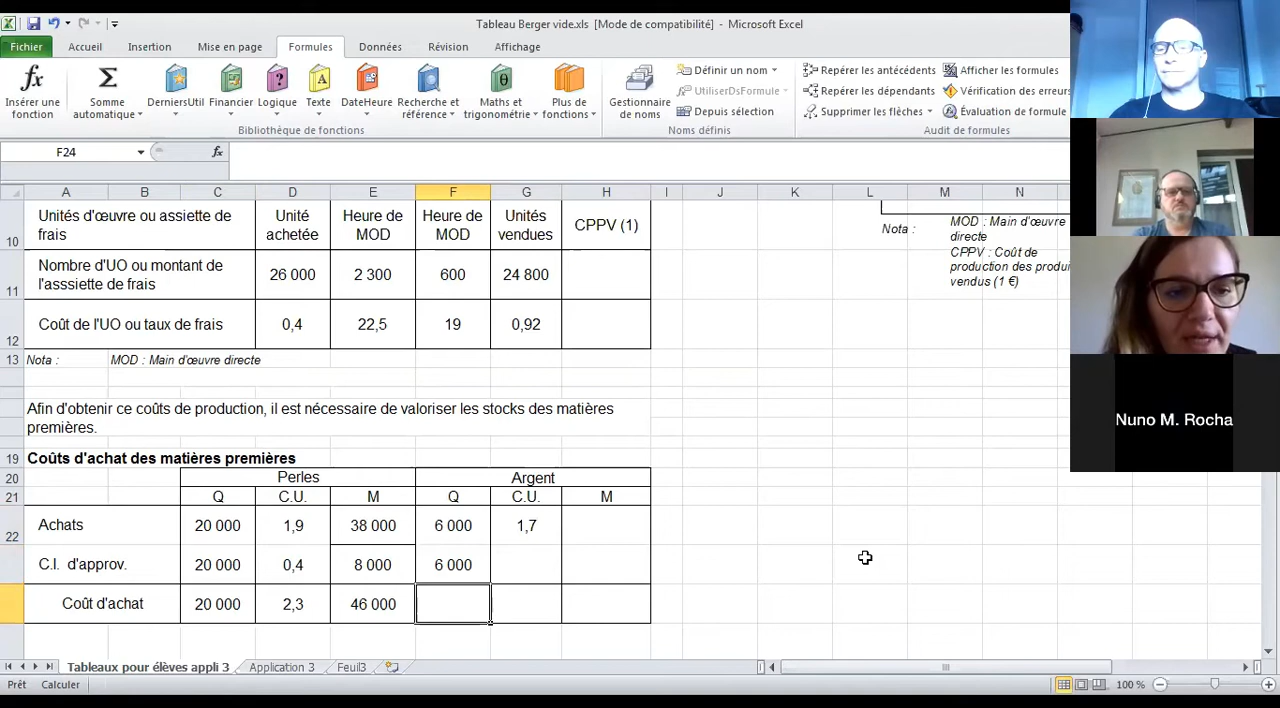 Tableau Berger vide.xls [Mode de compatibilité] - Microsoft Excel
Fichier Accueil Insertion Mise en page Formules Données Révision Affichage
Insérer une fonction
Somme automatique
DerniersUtil
Financier
Logique
Texte
DateHeure
Recherche et référence
Maths et trigonométrie
Plus de fonctions
Bibliothèque de fonctions
Gestionnaire de noms
Définir un nom
UtiliserDsFormule
Depuis sélection
Noms définis
Repérer les antécédents
Repérer les dépendants
Supprimer les flèches
Afficher les formules
Vérification des erreurs
Évaluation de formule
Audit de formules
F24 fx
A B C D E F G H I J K L M N
10 Unités d'œuvre ou assiette de frais Unité achetée Heure de MOD Heure de MOD Unités vendues CPPV (1)
Nota : MOD : Main d'œuvre
directe
CPPV : Coût de
production des produi
vendus (1 €)
11 Nombre d'UO ou montant de l'asssiette de frais 26 000 2 300 600 24 800
12 Coût de l'UO ou taux de frais 0,4 22,5 19 0,92
13 Nota : MOD : Main d'œuvre directe
Afin d'obtenir ce coûts de production, il est nécessaire de valoriser les stocks des matières
premières.
19 Coûts d'achat des matières premières
20 Perles Argent
21 Q C.U. M Q C.U. M
22 Achats 20 000 1,9 38 000 6 000 1,7
C.I. d'approv. 20 000 0,4 8 000 6 000
Coût d'achat 20 000 2,3 46 000
Tableaux pour élèves appli 3 Application 3 Feuil3
Prêt Calculer 100 %
Nuno M. Rocha